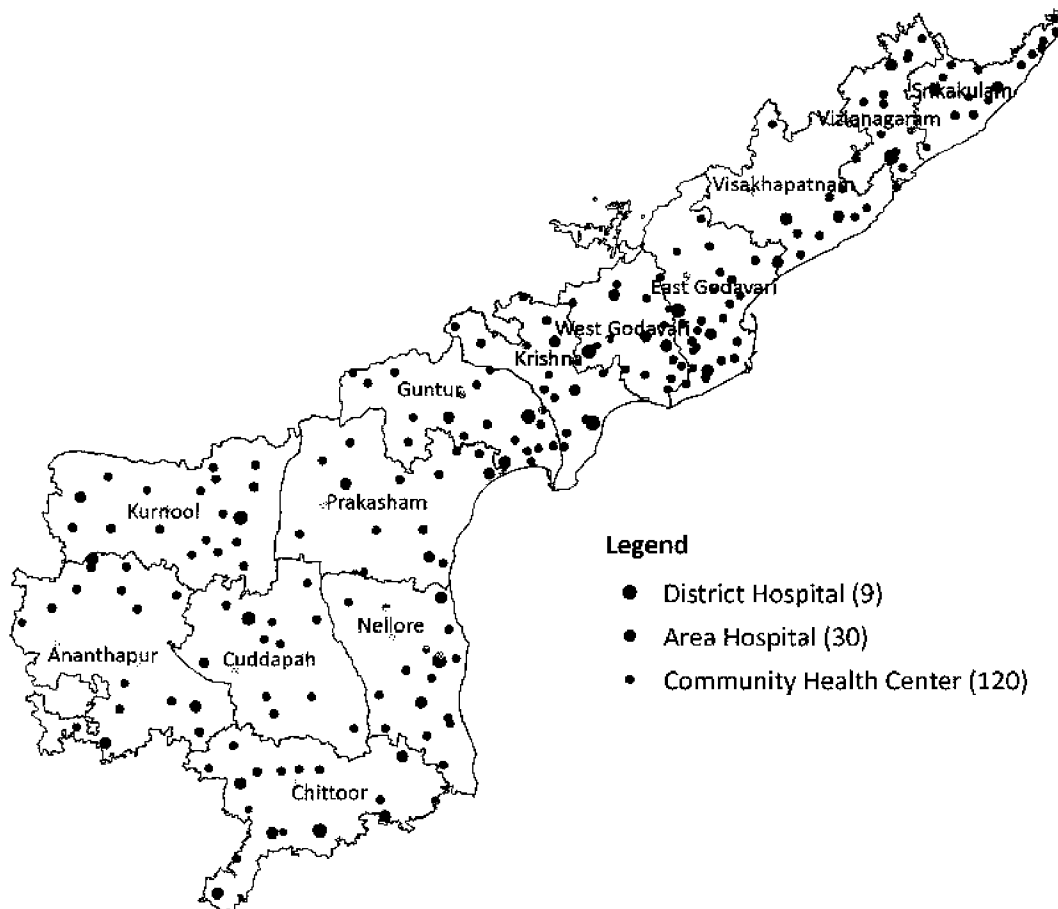 Srikakulam
Vizianagaram
Visakhapatnam
East Godavari
West Godavari
Krishna
Guntur
Prakasham
Kurnool
Legend
District Hospital (9)
Nellore
Area Hospital (30)
Ananthapur
Cuddapah
Community Health Center (120)
Chittoor